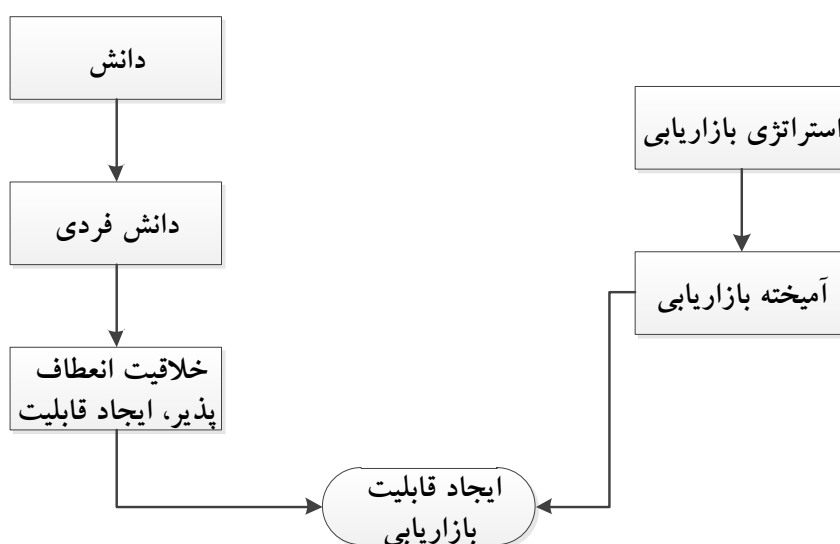 دانش
استراتژی بازاریابی
دانش فردی
آمیخته بازاریابی
خلاقیت انعطاف
پذیر، ایجاد قابلیت
ایجاد قابلیت
بازاریابی